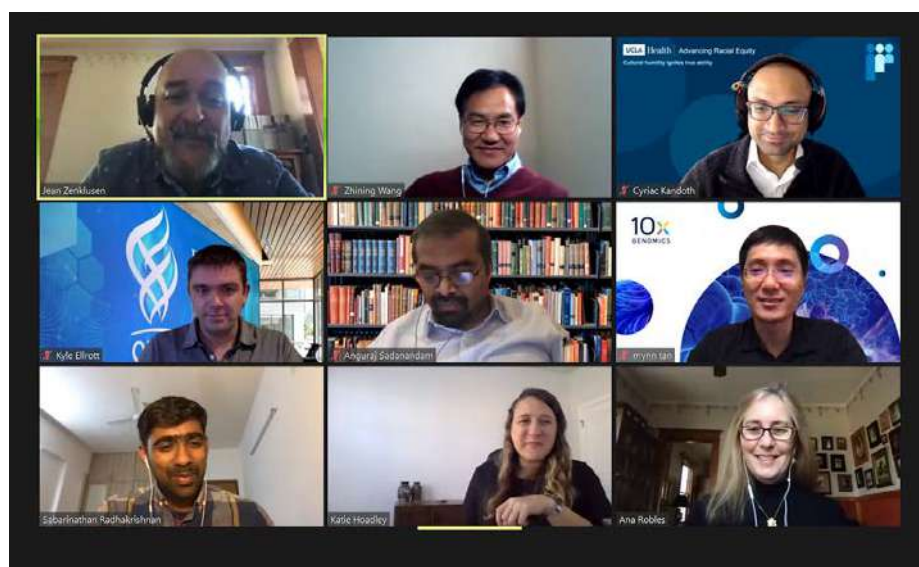 Jean Zenklusen
Zhining Wang
UCLA Health | Advancing Racial Equity
Cultural humility ignites true ability
Cyriac Kandoth
Kyle Ellrott
Anguraj Sadanandam
10x
GENOMICS
mynn tan
Sabarinathan Radhakrishnan
Katie Hoadley
Ana Robles